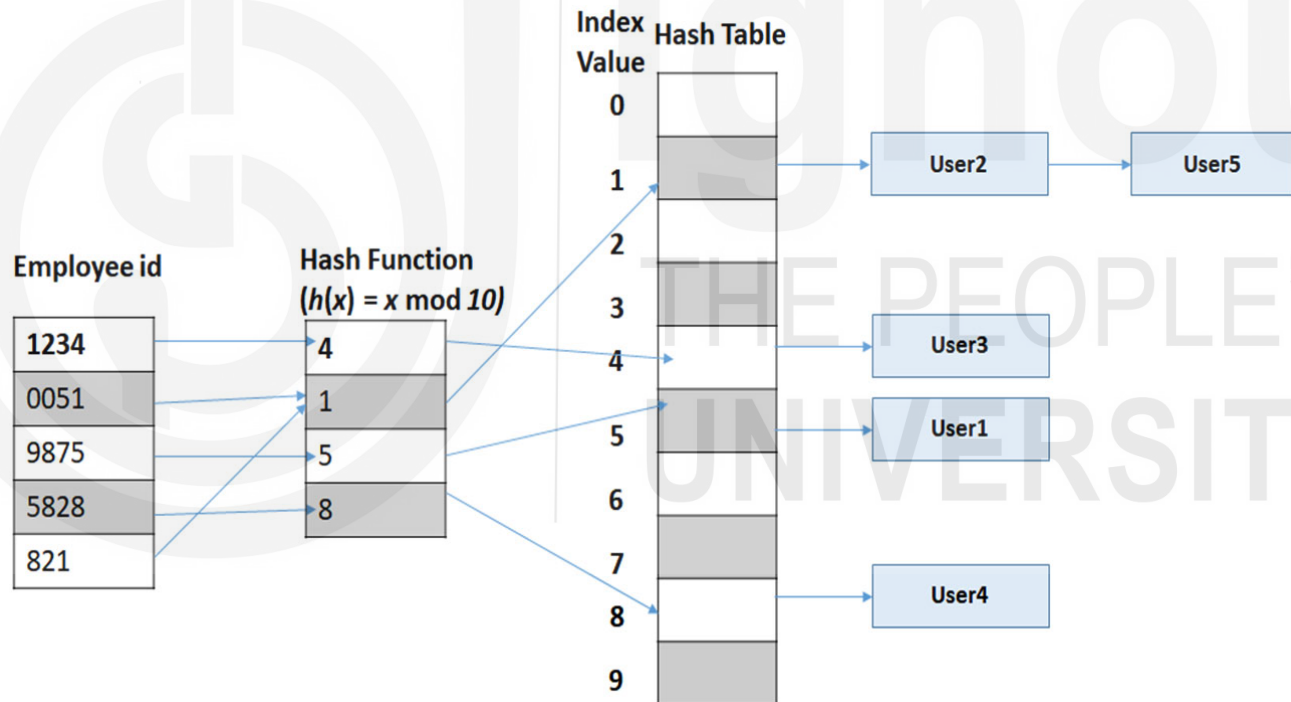 Index
Value
Hash Table
0
1
2
3
4
5
6
7
8
9
User2
User5
User3
User1
User4
Employee id
1234
0051
9875
5828
821
Hash Function
(h(x) = x mod 10)
4
1
5
8
ignou
THE PEOPLE'
UNIVERSIT